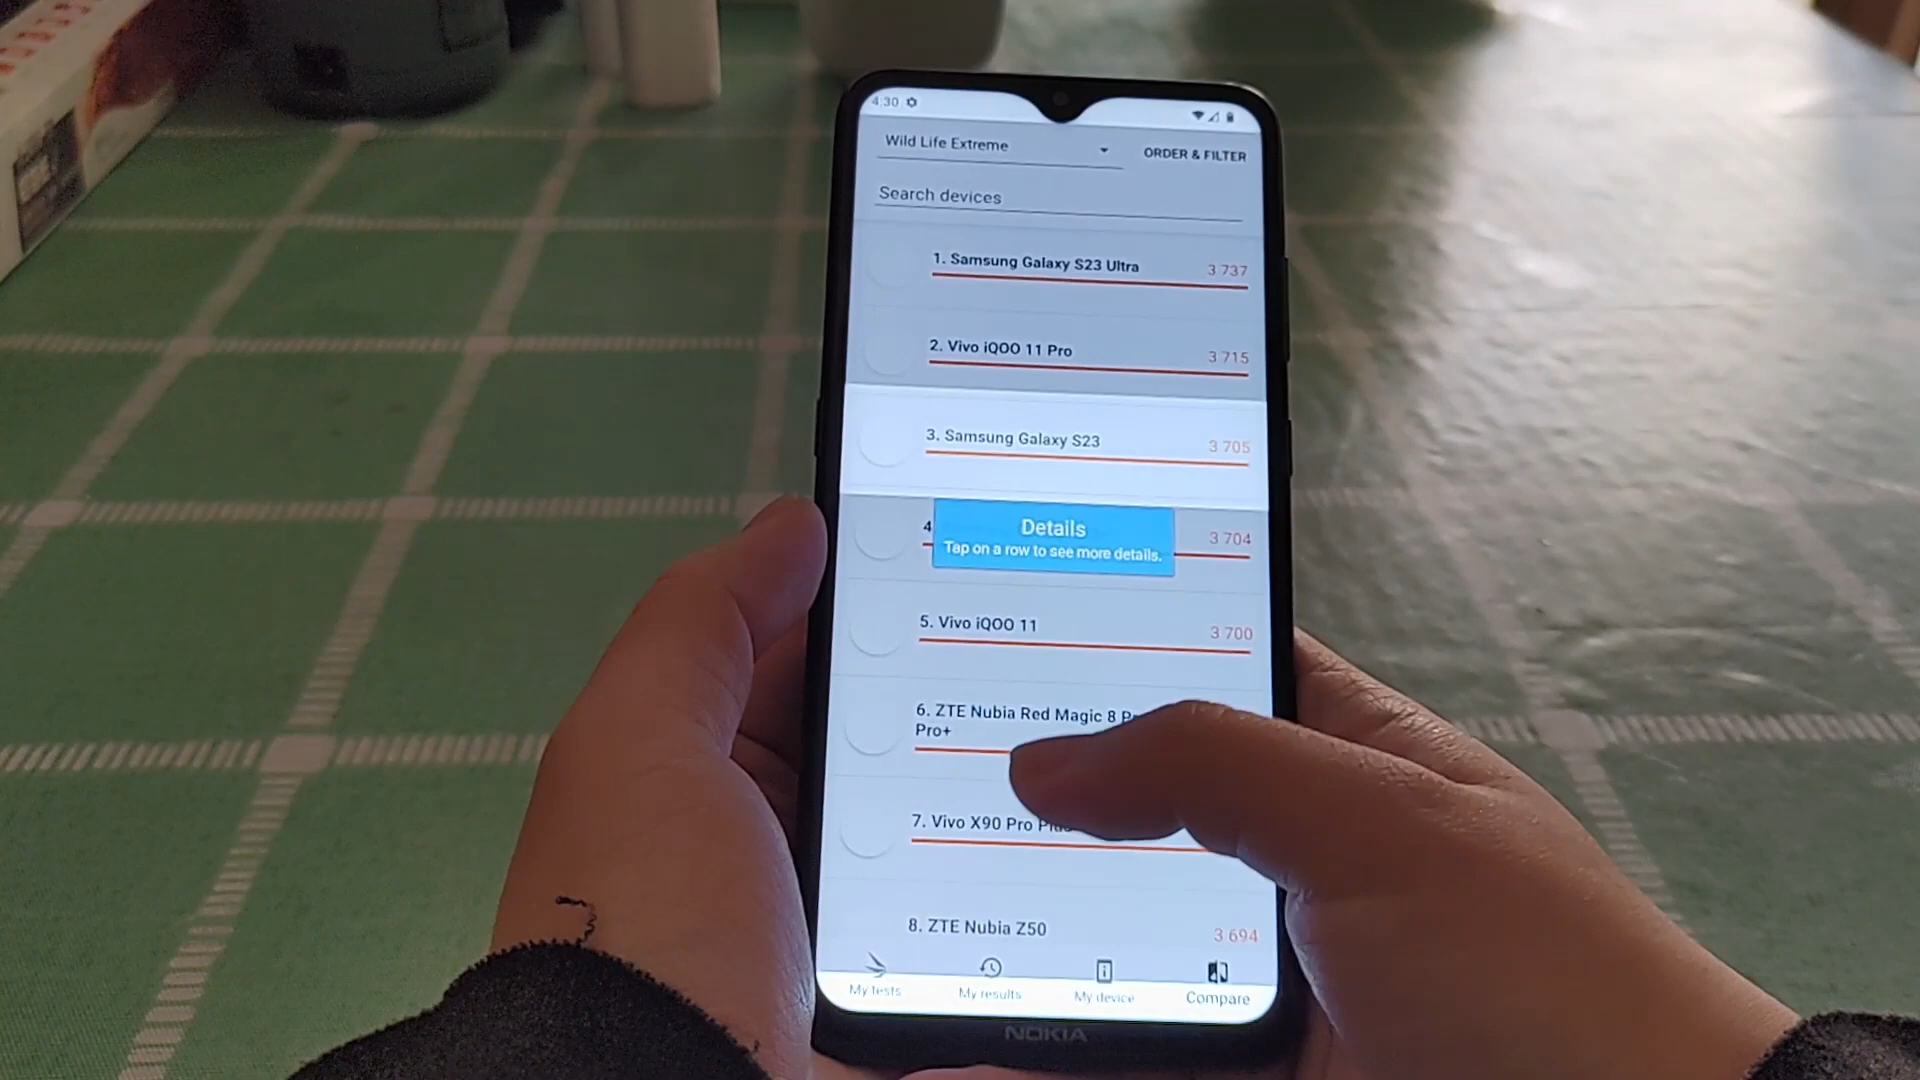 4:30
Wild Life Extreme
ORDER & FILTER
Search devices
1. Samsung Galaxy S23 Ultra 3 737
2. Vivo iQOO 11 Pro 3 715
3. Samsung Galaxy S23 3 705
4 3 704
Details
Tap on a row to see more details.
5. Vivo iQOO 11 3 700
6. ZTE Nubia Red Magic 8
Pro+
7. Vivo X90 Pro
8. ZTE Nubia Z50 3 694
My tests My results My device Compare
NOKIA